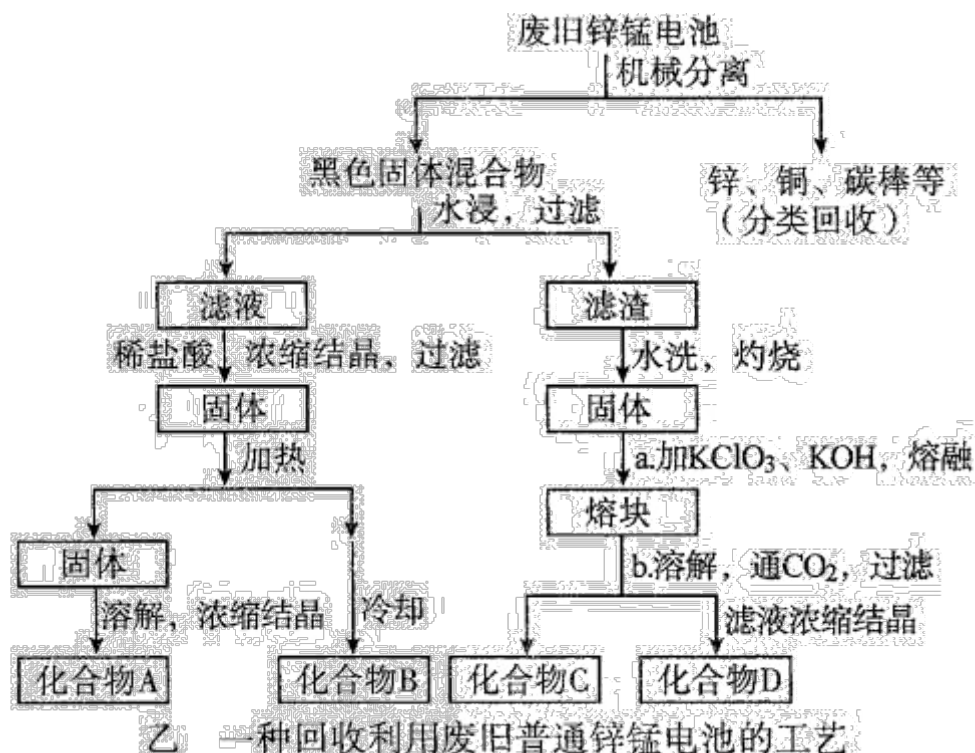 废旧锌锰电池
机械分离
黑色固体混合物
锌、铜、碳棒等
（分类回收）
水浸，过滤
滤液
滤渣
稀盐酸 浓缩结晶，过滤
水洗，灼烧
固体
固体
加热
a.加KClO₃、KOH，熔融
熔块
固体
b.溶解，通CO₂，过滤
溶解，浓缩结晶
冷却
滤液浓缩结晶
化合物A
化合物B
化合物C
化合物D
乙 一种回收利用废旧普通锌锰电池的工艺